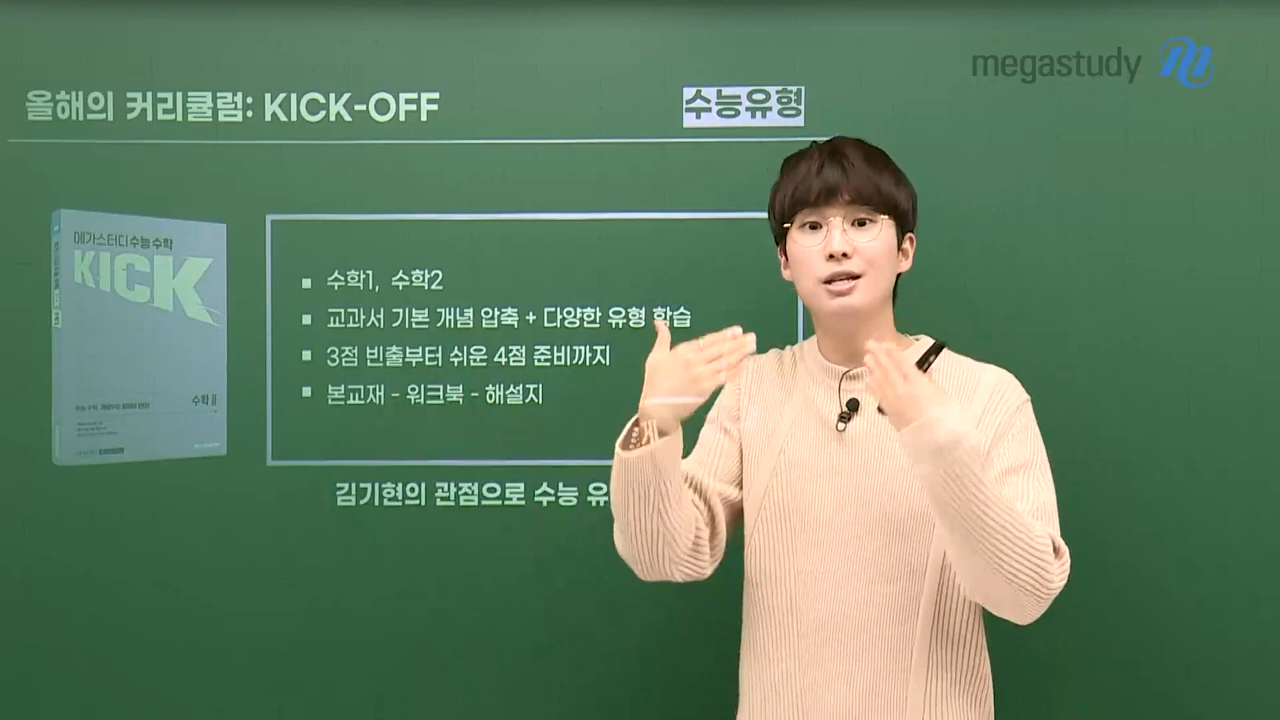 megastudy
올해의 커리큘럼: KICK-OFF
수능유형
메가스터디 수능 수학
KICK
수학 II
수학1, 수학2
교과서 기본 개념 압축 + 다양한 유형 학습
3점 빈출부터 쉬운 4점 준비까지
본교재 - 워크북 - 해설지
김기현의 관점으로 수능 유